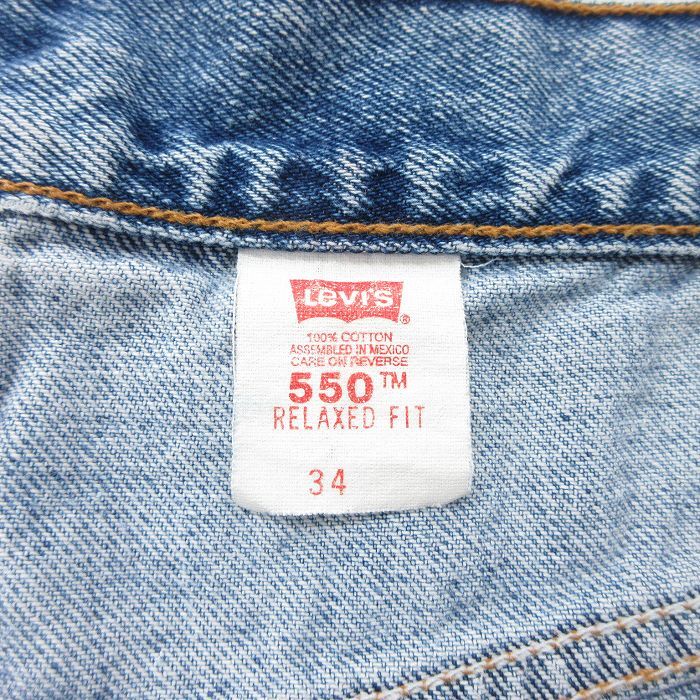 Levi's
®
100% COTTON
ASSEMBLED IN MEXICO
CARE ON REVERSE
550™
RELAXED FIT
34